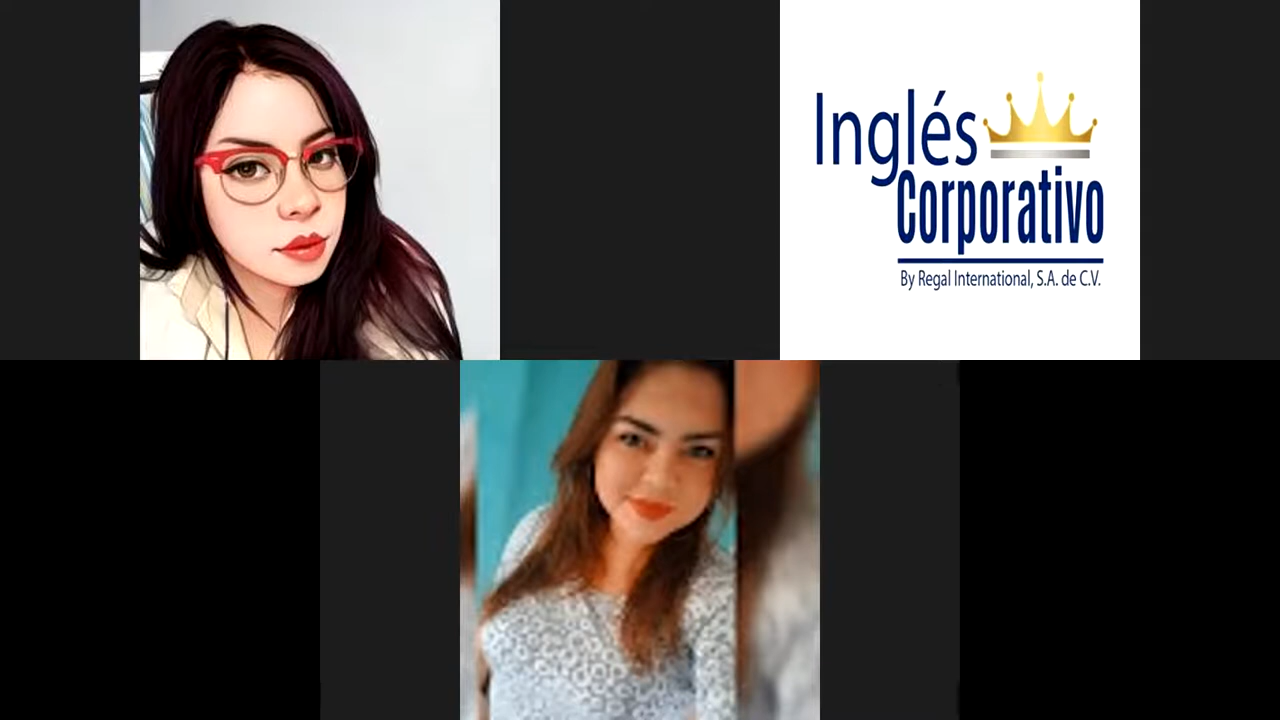 Inglés
Corporativo
By Regal International, S.A. de C.V.